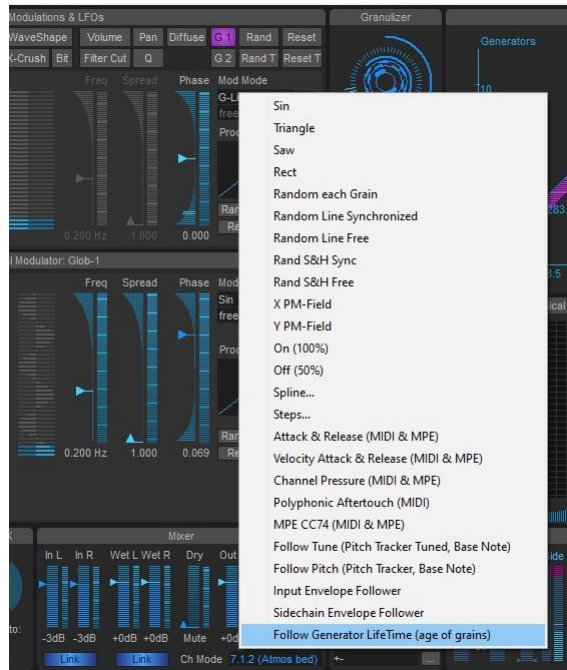 Modulations & LFOs
Granulizer
WaveShape Volume Pan Diffuse G 1 Rand Reset
Generators
Bit Filter Cut Q G 2 Rand T Reset T
Freq Spread Phase Mod Mode
110
Sin
Triangle
Saw
Rect
Random each Grain
Random Line Synchronized
Random Line Free
Rand S&H Sync
Rand S&H Free
X PM-Field
Y PM-Field
On (100%)
Off (50%)
Spline...
Steps...
Attack & Release (MIDI & MPE)
Velocity Attack & Release (MIDI & MPE)
Channel Pressure (MIDI & MPE)
Polyphonic Aftertouch (MIDI)
MPE CC74 (MIDI & MPE)
Follow Tune (Pitch Tracker Tuned, Base Note)
Follow Pitch (Pitch Tracker, Base Note)
Input Envelope Follower
Sidechain Envelope Follower
Follow Generator LifeTime (age of grains)
0.200 Hz 1.000 0.000
Modulator: Glob-1
Freq Spread Phase Mod
Sin
free
0.200 Hz 1.000 0.069
Mixer
In L In R Wet L Wet R Dry Out
Side
to:
-3dB -3dB +0dB +0dB Mute
Link Link Ch Mode 7.1.2 (Atmos bed) +- ...